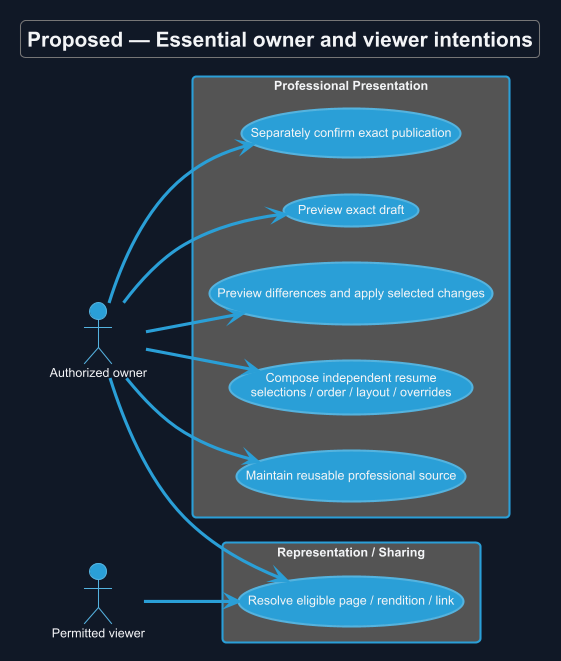 Proposed — Essential owner and viewer intentions
Professional Presentation
Separately confirm exact publication
Preview exact draft
Preview differences and apply selected changes
Authorized owner
Compose independent resume
selections / order / layout / overrides
Maintain reusable professional source
Representation / Sharing
Resolve eligible page / rendition / link
Permitted viewer